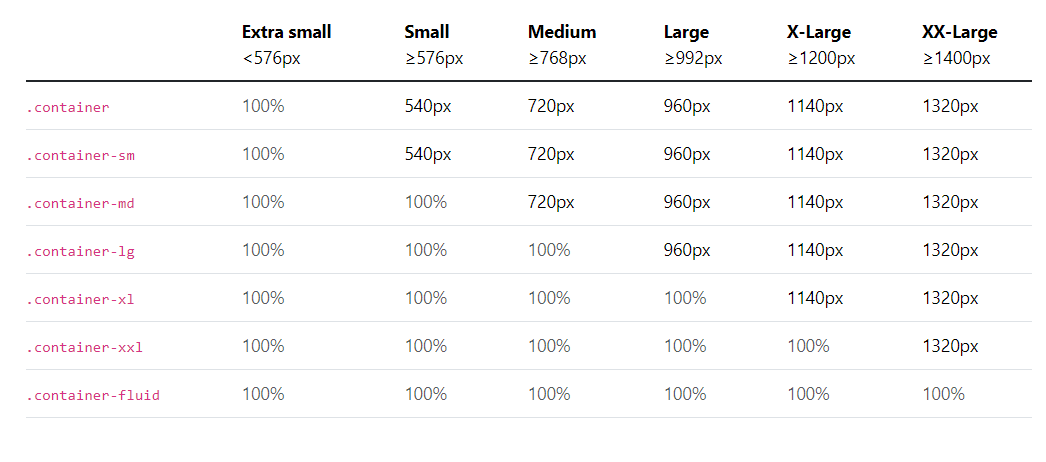 Extra small Small Medium Large X-Large XX-Large
<576px ≥576px ≥768px ≥992px ≥1200px ≥1400px
.container 100% 540px 720px 960px 1140px 1320px
.container-sm 100% 540px 720px 960px 1140px 1320px
.container-md 100% 100% 720px 960px 1140px 1320px
.container-lg 100% 100% 100% 960px 1140px 1320px
.container-xl 100% 100% 100% 100% 1140px 1320px
.container-xxl 100% 100% 100% 100% 100% 1320px
.container-fluid 100% 100% 100% 100% 100% 100%